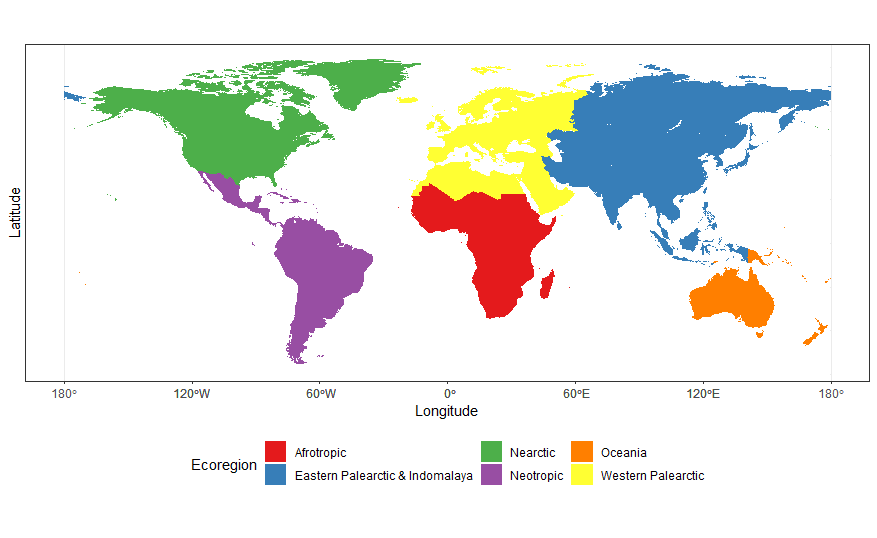 Latitude
180° 120°W 60°W 0° 60°E 120°E 180°
Longitude
Ecoregion
Afrotropic Nearctic Oceania
Eastern Palearctic & Indomalaya Neotropic Western Palearctic